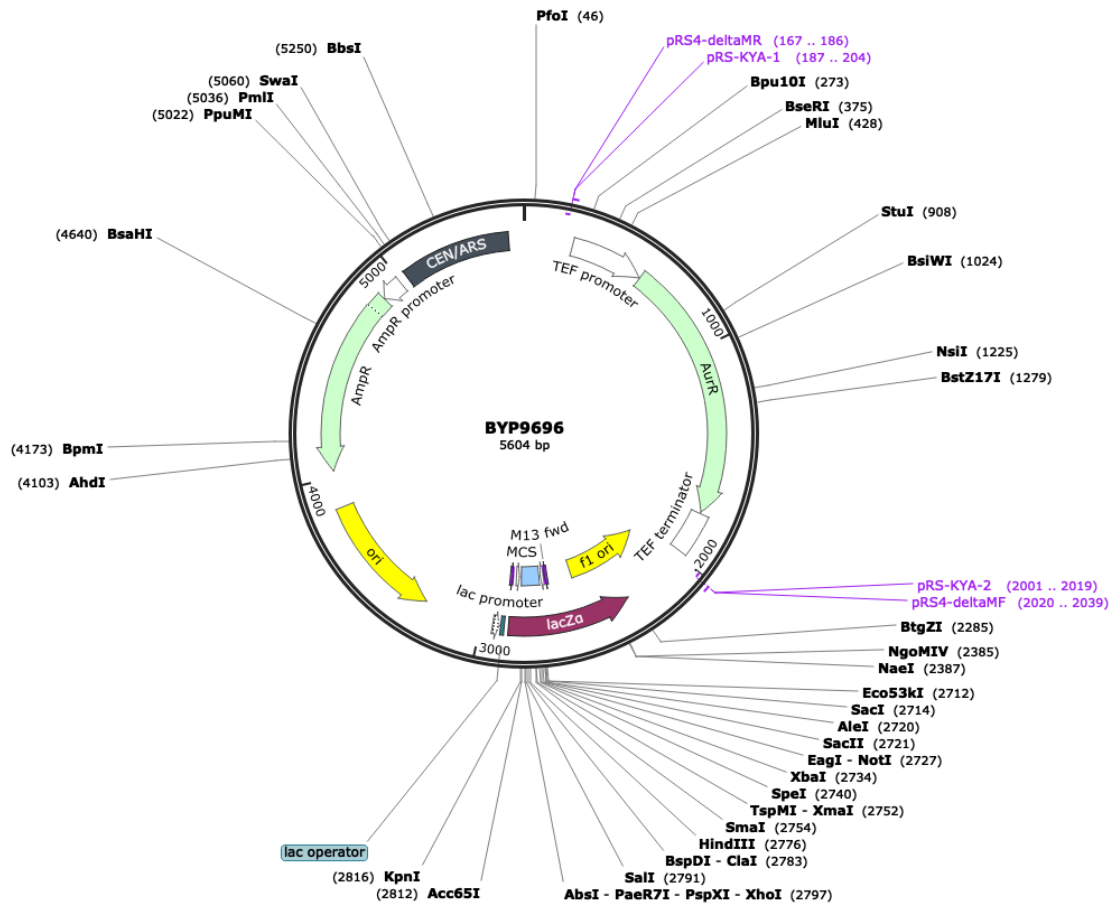 PfoI (46)
pRS4-deltaMR (167 .. 186)
pRS-KYA-1 (187 .. 204)
Bpu10I (273)
BseRI (375)
MluI (428)
StuI (908)
BsiWI (1024)
NsiI (1225)
BstZ17I (1279)
pRS-KYA-2 (2001 .. 2019)
pRS4-deltaMF (2020 .. 2039)
BtgZI (2285)
NgoMIV (2385)
NaeI (2387)
Eco53kI (2712)
SacI (2714)
AleI (2720)
SacII (2721)
EagI - NotI (2727)
XbaI (2734)
SpeI (2740)
TspMI - XmaI (2752)
SmaI (2754)
HindIII (2776)
BspDI - ClaI (2783)
SalI (2791)
AbsI - PaeR7I - PspXI - XhoI (2797)
(2812) Acc65I
(2816) KpnI
lac operator
(4103) AhdI
(4173) BpmI
(4640) BsaHI
(5022) PpuMI
(5036) PmlI
(5060) SwaI
(5250) BbsI
CEN/ARS
TEF promoter
AurR
TEF terminator
f1 ori
M13 fwd
MCS
lac promoter
lacZα
ori
AmpR
AmpR promoter
1000
2000
3000
4000
5000
BYP9696
5604 bp